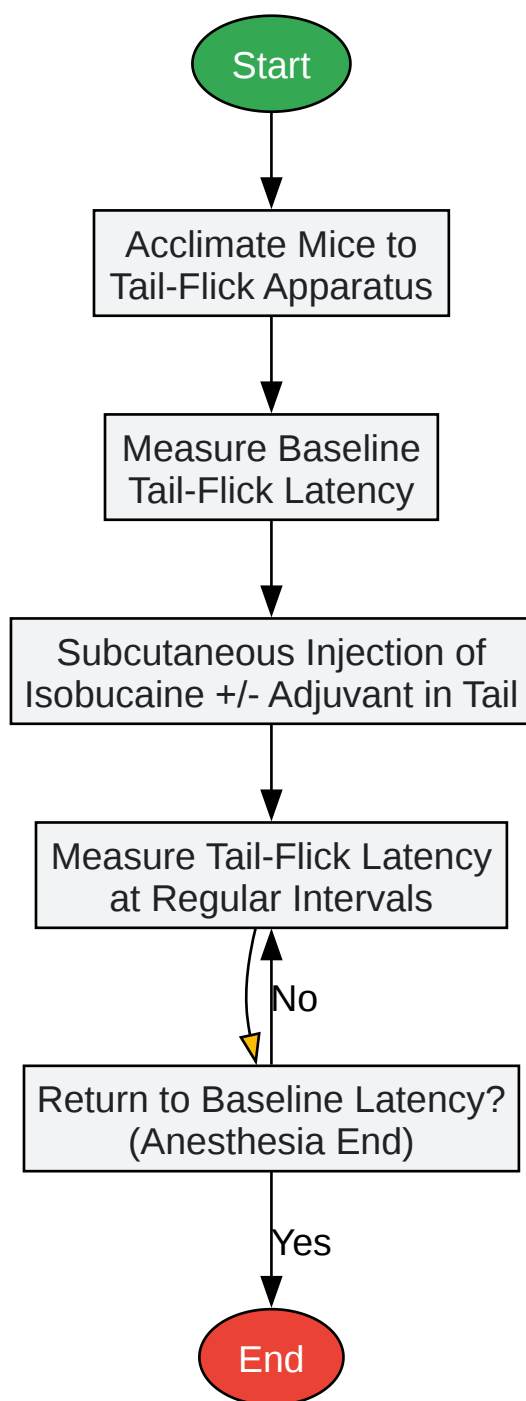 Start
Acclimate Mice to
Tail-Flick Apparatus
Measure Baseline
Tail-Flick Latency
Subcutaneous Injection of
Isobucaine +/- Adjuvant in Tail
Measure Tail-Flick Latency
at Regular Intervals
No
Return to Baseline Latency?
(Anesthesia End)
Yes
End